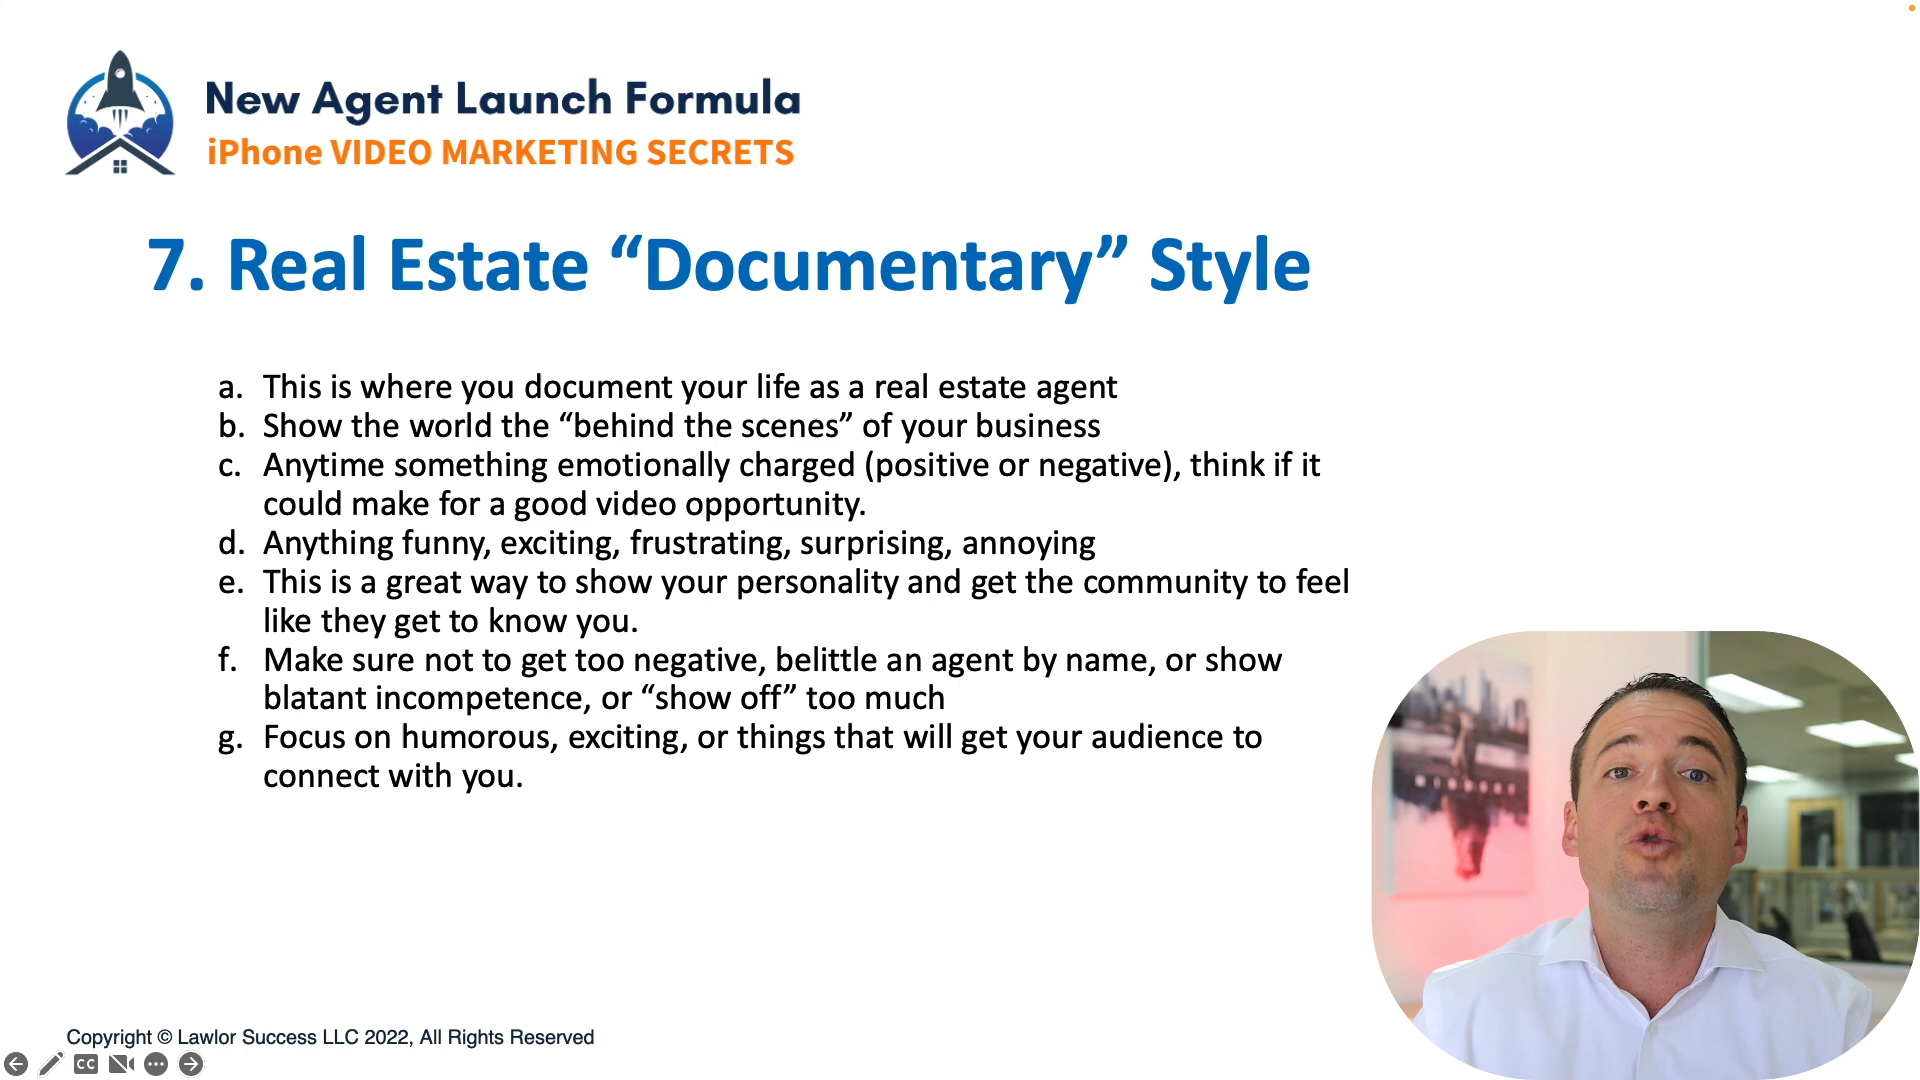 New Agent Launch Formula
iPhone VIDEO MARKETING SECRETS
7. Real Estate “Documentary” Style
a. This is where you document your life as a real estate agent
b. Show the world the “behind the scenes” of your business
c. Anytime something emotionally charged (positive or negative), think if it
could make for a good video opportunity.
d. Anything funny, exciting, frustrating, surprising, annoying
e. This is a great way to show your personality and get the community to feel
like they get to know you.
f. Make sure not to get too negative, belittle an agent by name, or show
blatant incompetence, or “show off” too much
g. Focus on humorous, exciting, or things that will get your audience to
connect with you.
Copyright © Lawlor Success LLC 2022, All Rights Reserved
CC